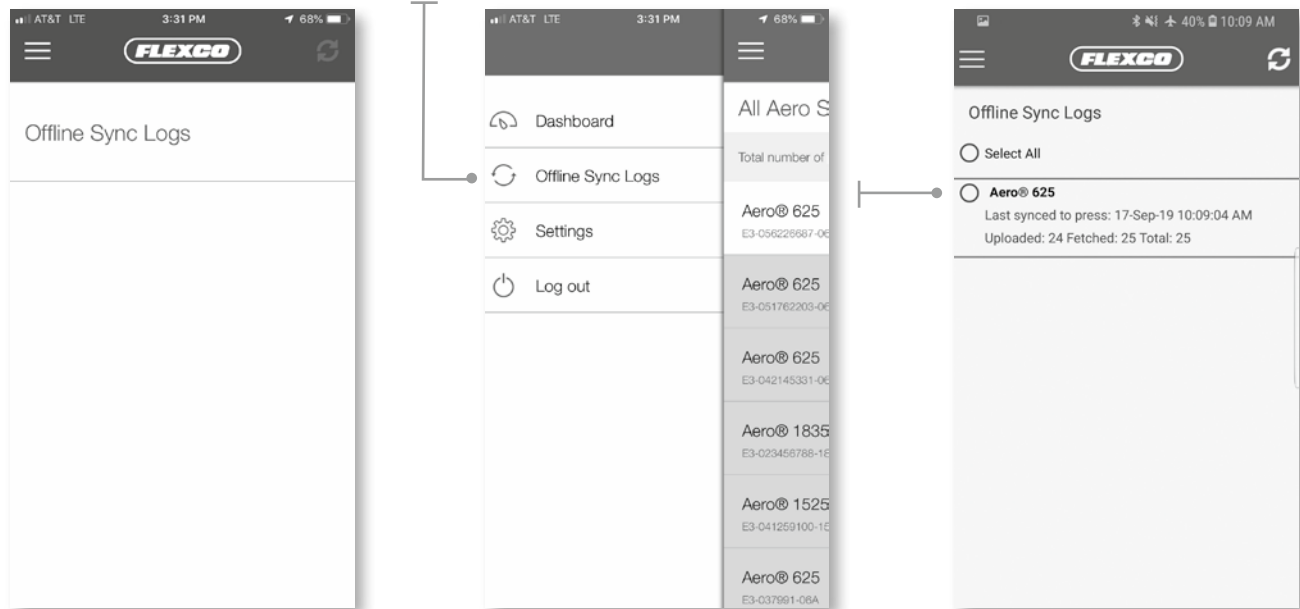 AT&T LTE 3:31 PM 68%
FLEXCO
Offline Sync Logs
AT&T LTE 3:31 PM 68%
Dashboard
Offline Sync Logs
Settings
Log out
All Aero S
Total number of
Aero® 625
E3-056226687-06
Aero® 625
E3-051762203-06
Aero® 625
E3-042145331-06
Aero® 1835
E3-023456788-18
Aero® 1525
E3-041259100-15
Aero® 625
E3-037991-06A
40% 10:09 AM
FLEXCO
Offline Sync Logs
Select All
Aero® 625
Last synced to press: 17-Sep-19 10:09:04 AM
Uploaded: 24 Fetched: 25 Total: 25